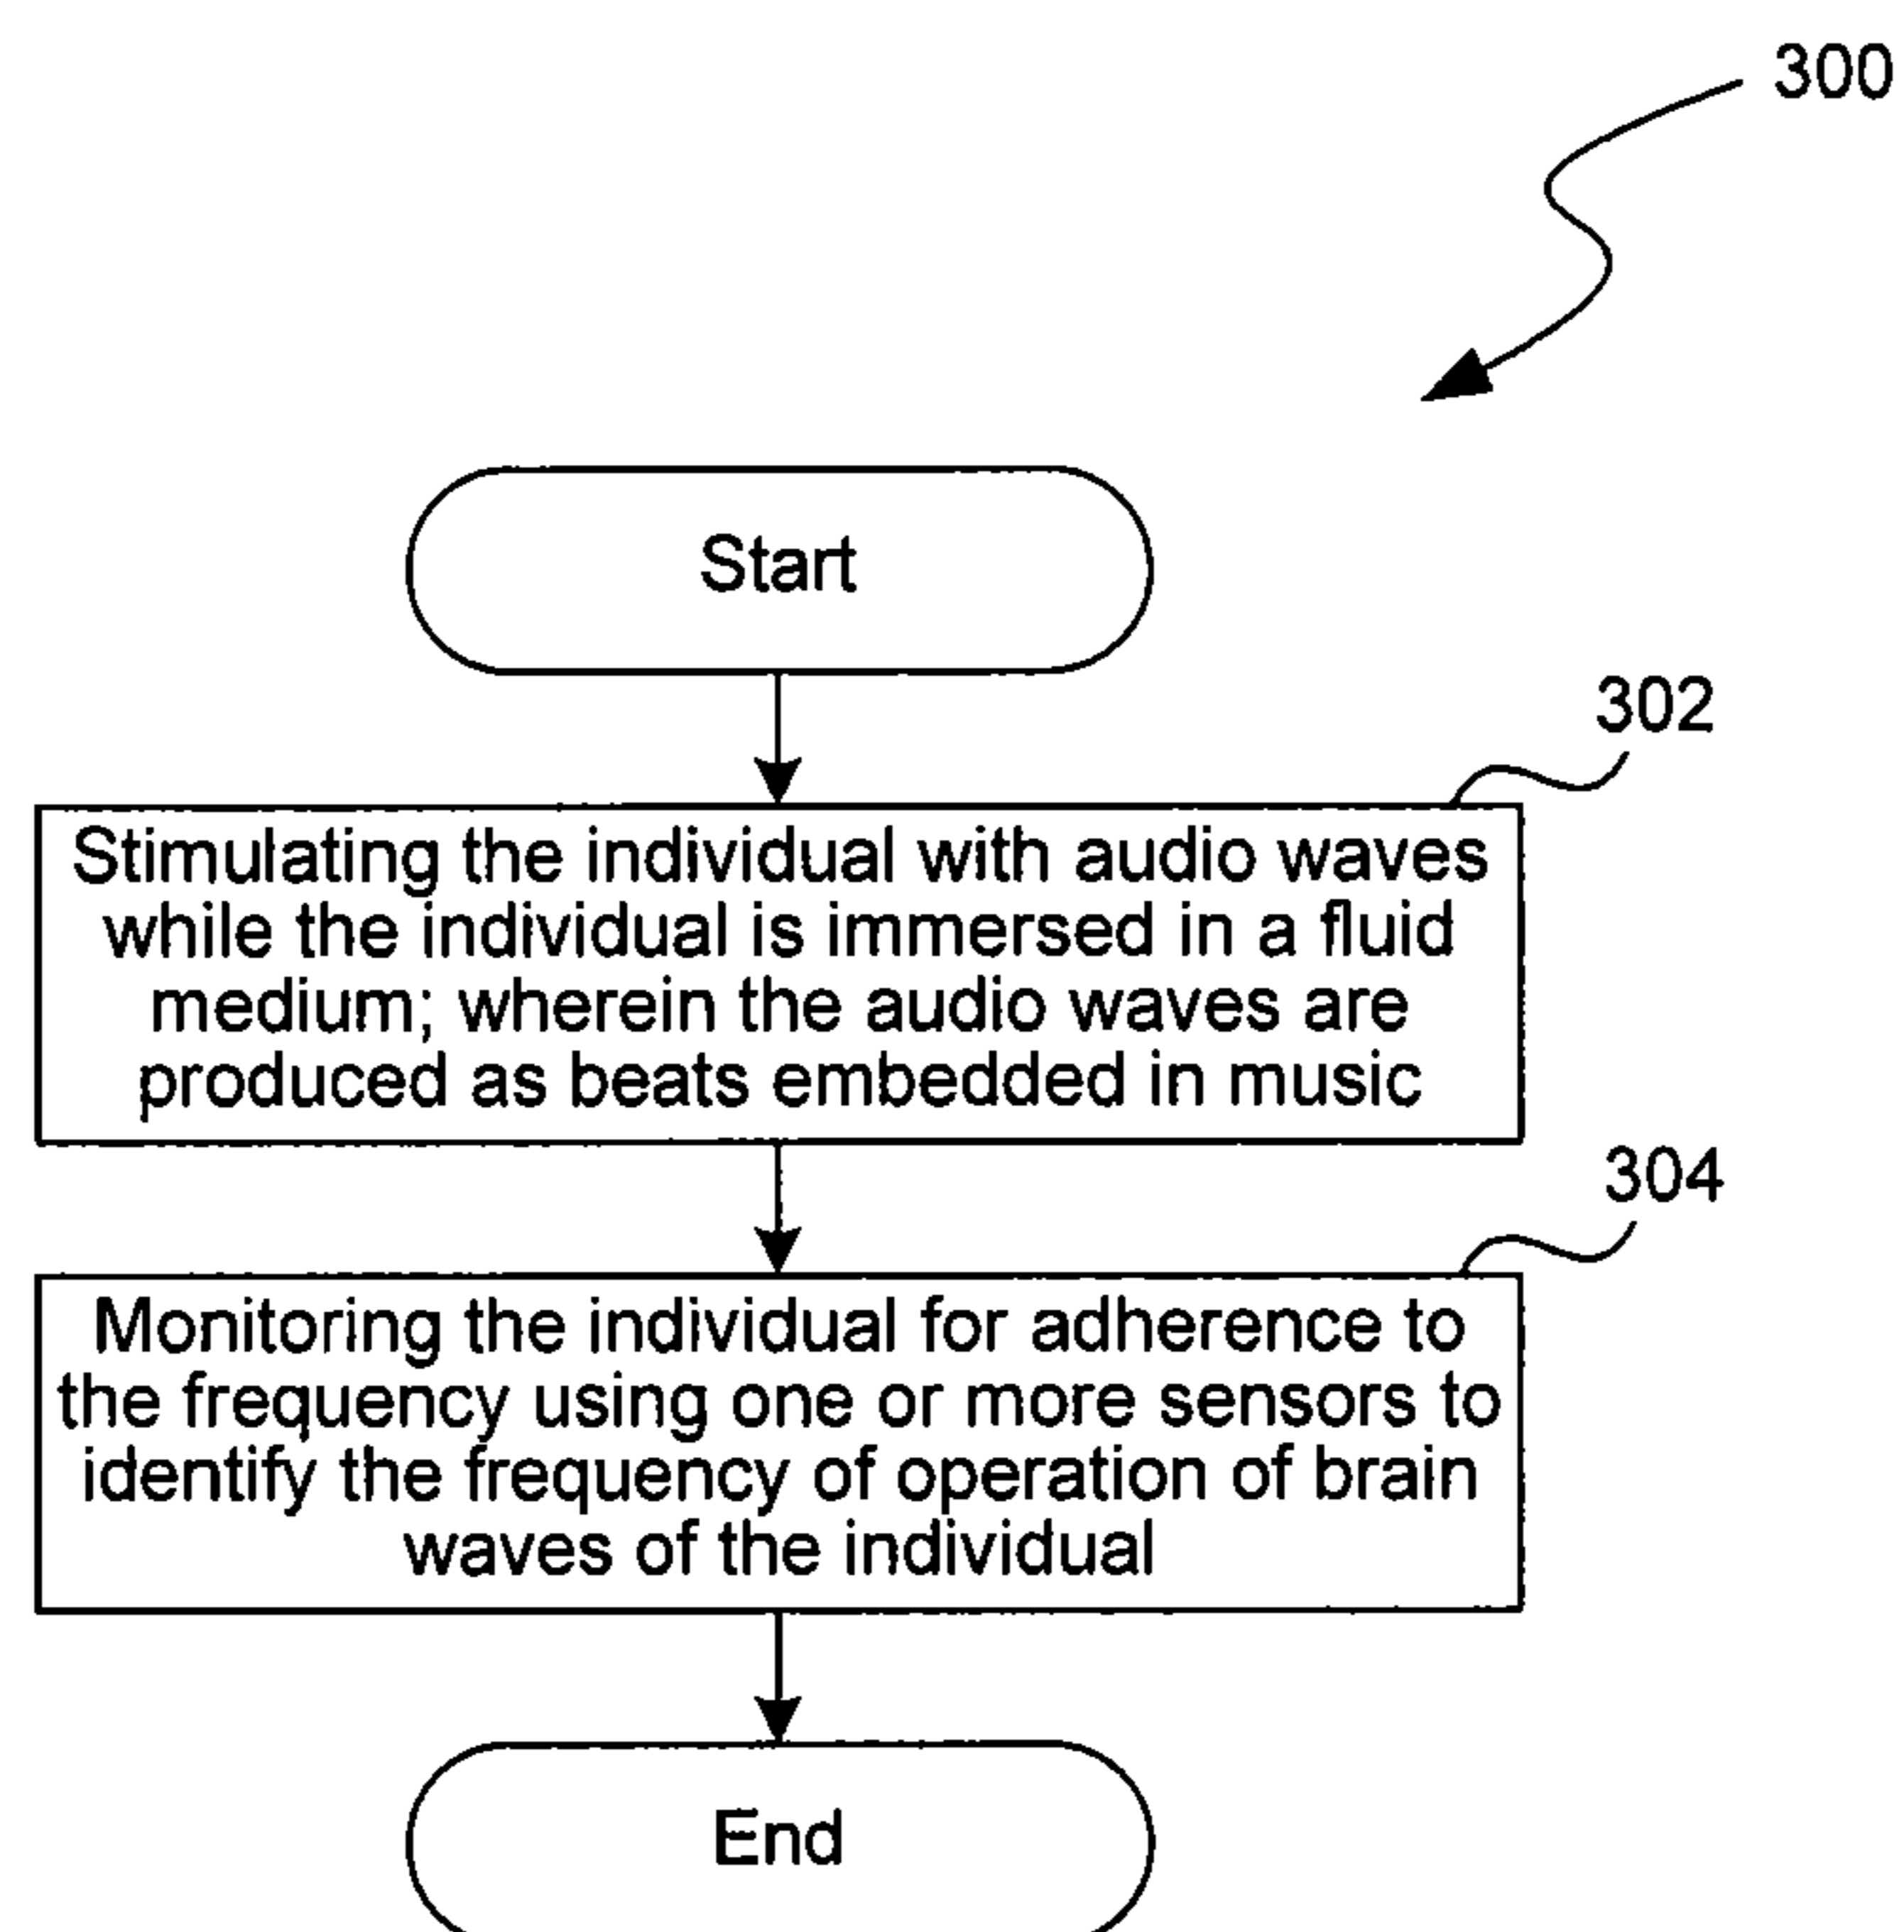 300
Start
302
Stimulating the individual with audio waves
while the individual is immersed in a fluid
medium; wherein the audio waves are
produced as beats embedded in music
304
Monitoring the individual for adherence to
the frequency using one or more sensors to
identify the frequency of operation of brain
waves of the individual
End